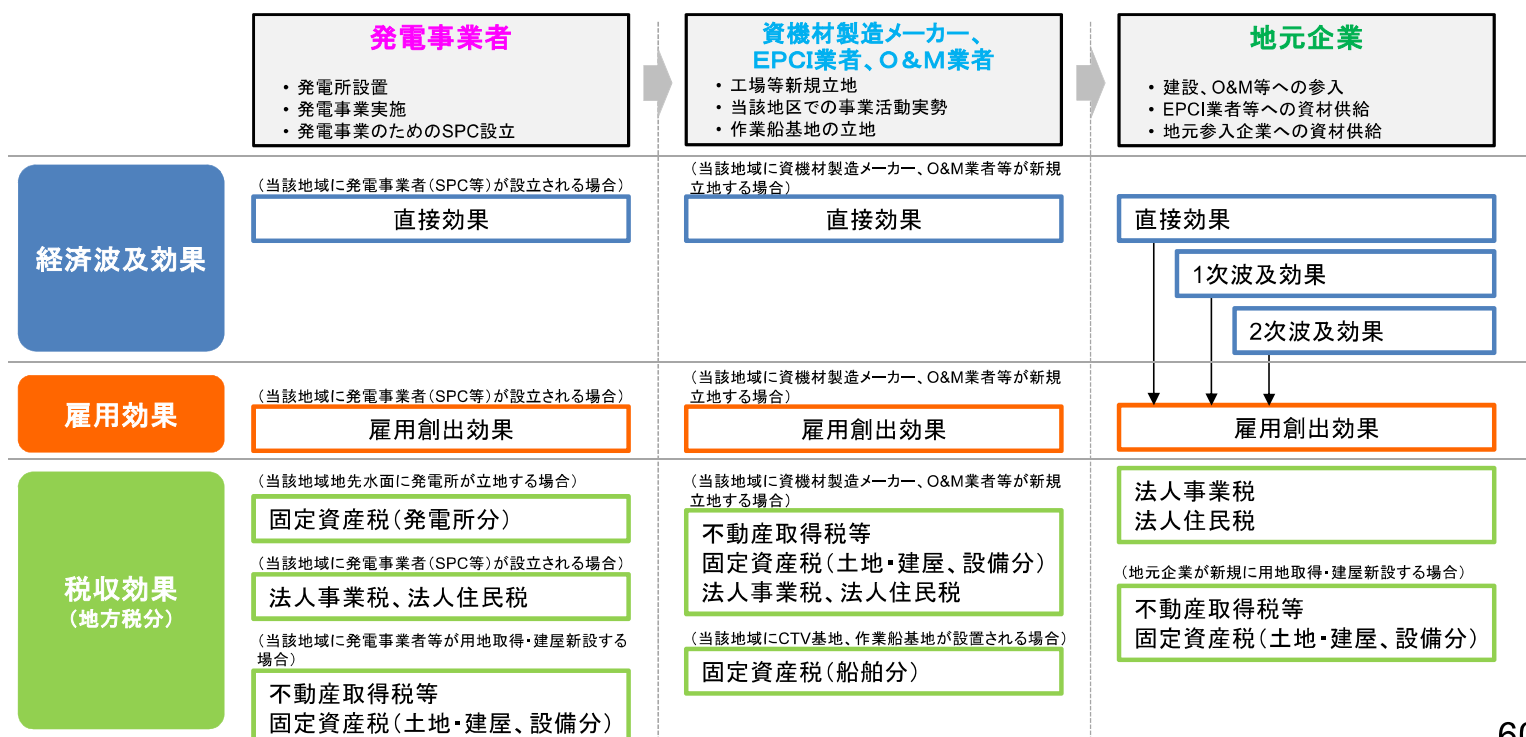 発電事業者
・発電所設置
・発電事業実施
・発電事業のためのSPC設立
資機材製造メーカー、
EPCI業者、O&M業者
・工場等新規立地
・当該地区での事業活動実勢
・作業船基地の立地
地元企業
・建設、O&M等への参入
・EPCI業者等への資材供給
・地元参入企業への資材供給
経済波及効果
(当該地域に発電事業者(SPC等)が設立される場合)
直接効果
(当該地域に資機材製造メーカー、O&M業者等が新規
立地する場合)
直接効果
直接効果
1次波及効果
2次波及効果
雇用効果
(当該地域に発電事業者(SPC等)が設立される場合)
雇用創出効果
(当該地域に資機材製造メーカー、O&M業者等が新規
立地する場合)
雇用創出効果
雇用創出効果
税収効果
(地方税分)
(当該地域地先水面に発電所が立地する場合)
固定資産税(発電所分)
(当該地域に発電事業者(SPC等)が設立される場合)
法人事業税、法人住民税
(当該地域に発電事業者等が用地取得・建屋新設する
場合)
不動産取得税等
固定資産税(土地・建屋、設備分)
(当該地域に資機材製造メーカー、O&M業者等が新規
立地する場合)
不動産取得税等
固定資産税(土地・建屋、設備分)
法人事業税、法人住民税
(当該地域にCTV基地、作業船基地が設置される場合)
固定資産税(船舶分)
法人事業税
法人住民税
(地元企業が新規に用地取得・建屋新設する場合)
不動産取得税等
固定資産税(土地・建屋、設備分)